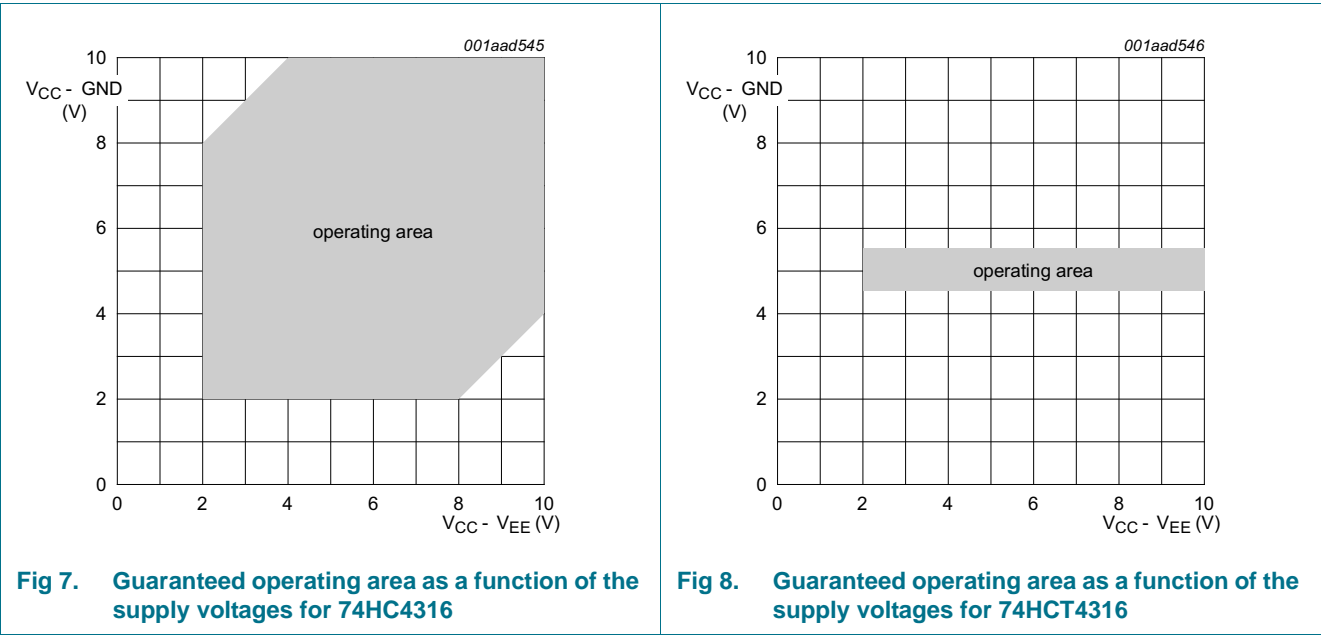 001aad545
10
VCC - GND
(V)
8
6
operating area
4
2
0
0 2 4 6 8 10
VCC - VEE (V)
Fig 7. Guaranteed operating area as a function of the
supply voltages for 74HC4316
001aad546
10
VCC - GND
(V)
8
6
operating area
4
2
0
0 2 4 6 8 10
VCC - VEE (V)
Fig 8. Guaranteed operating area as a function of the
supply voltages for 74HCT4316